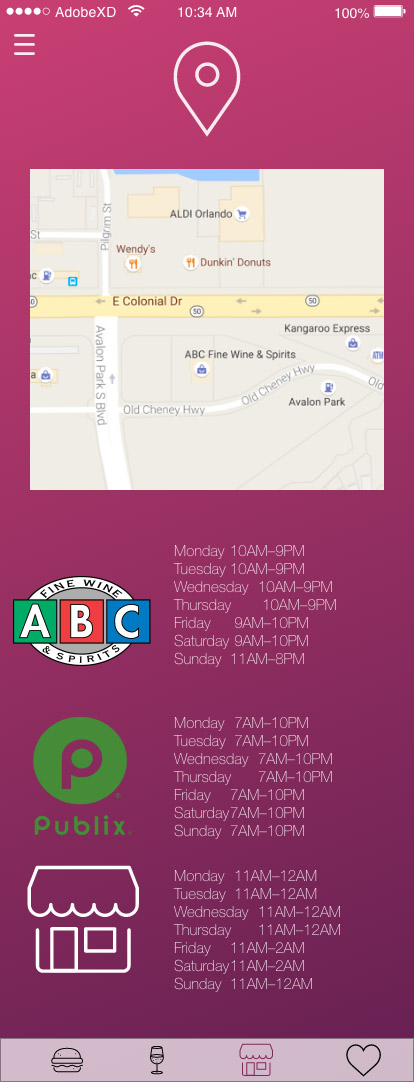 AdobeXD 10:34 AM 100%
ALDI Orlando
Pilgrim St
St
Wendy's
Dunkin' Donuts
E Colonial Dr
50
50
Kangaroo Express
ABC Fine Wine & Spirits
ATM
Avalon Park S Blvd
Old Cheney Hwy
Old Cheney Hwy
Avalon Park
FINE WINE
ABC
& SPIRITS
Monday 10AM–9PM
Tuesday 10AM–9PM
Wednesday 10AM–9PM
Thursday 10AM–9PM
Friday 9AM–10PM
Saturday 9AM–10PM
Sunday 11AM–8PM
Publix
Monday 7AM–10PM
Tuesday 7AM–10PM
Wednesday 7AM–10PM
Thursday 7AM–10PM
Friday 7AM–10PM
Saturday 7AM–10PM
Sunday 7AM–10PM
Monday 11AM–12AM
Tuesday 11AM–12AM
Wednesday 11AM–12AM
Thursday 11AM–12AM
Friday 11AM–2AM
Saturday 11AM–2AM
Sunday 11AM–12AM